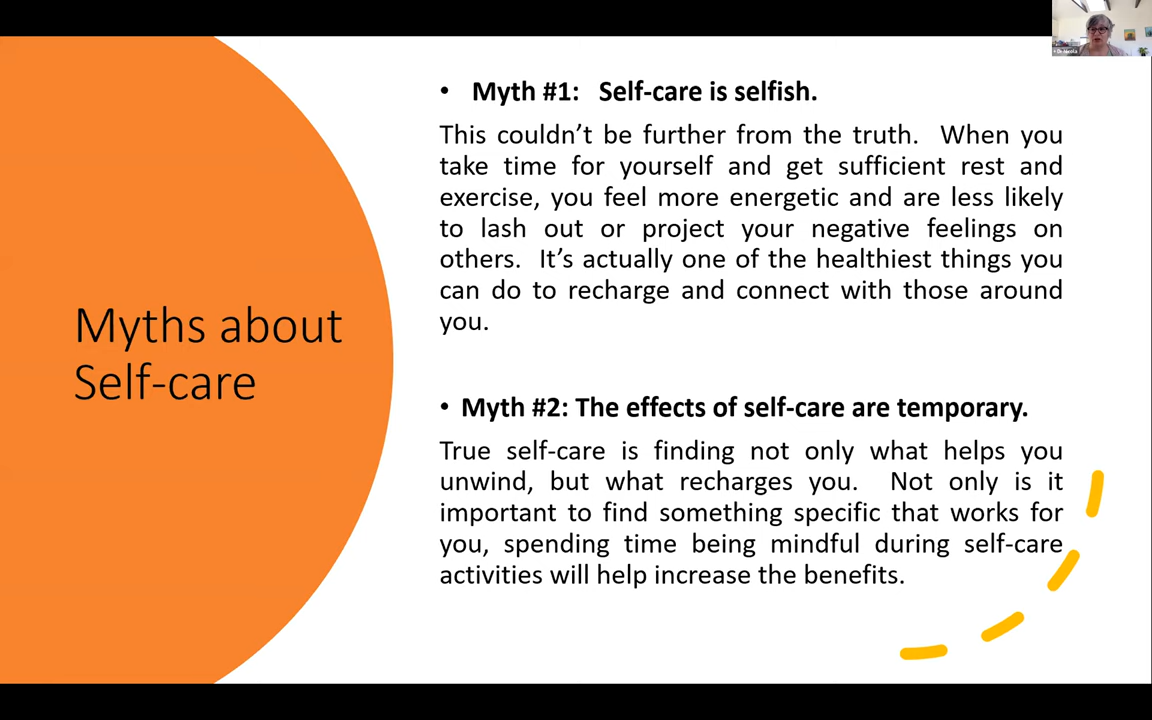 Myths about
Self-care
• Myth #1: Self-care is selfish.
This couldn’t be further from the truth. When you
take time for yourself and get sufficient rest and
exercise, you feel more energetic and are less likely
to lash out or project your negative feelings on
others. It’s actually one of the healthiest things you
can do to recharge and connect with those around
you.
• Myth #2: The effects of self-care are temporary.
True self-care is finding not only what helps you
unwind, but what recharges you. Not only is it
important to find something specific that works for
you, spending time being mindful during self-care
activities will help increase the benefits.